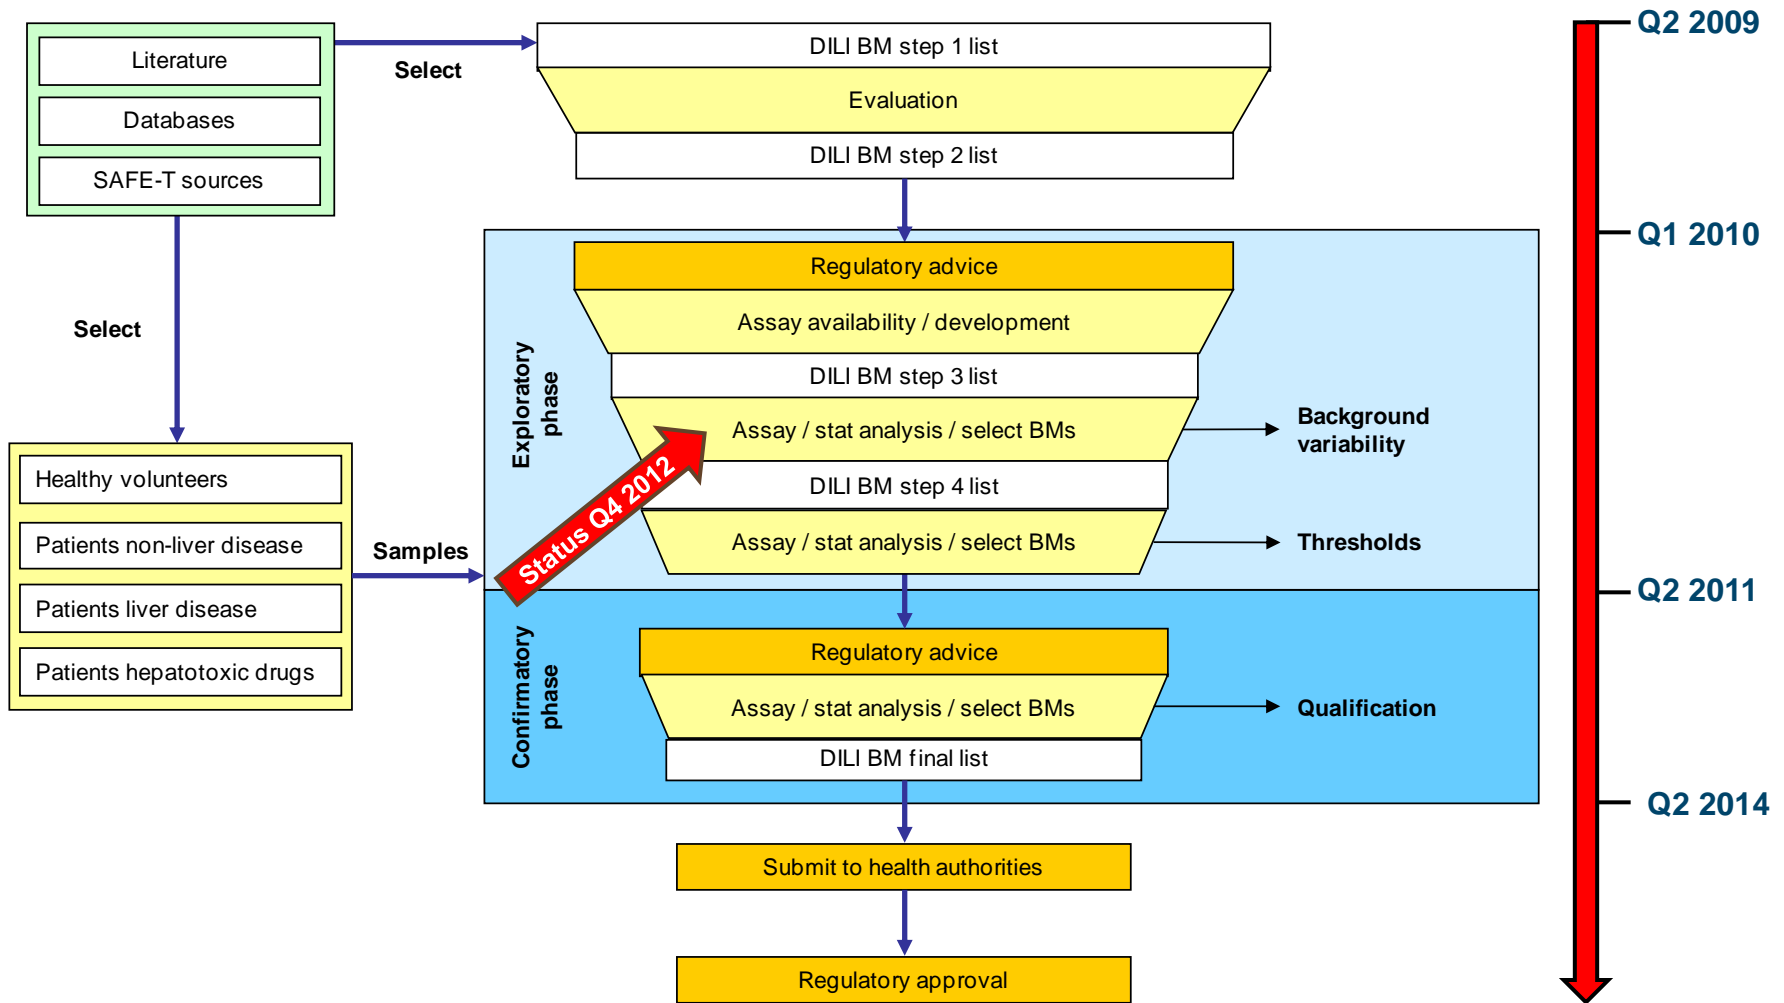 Literature
Databases
SAFE-T sources
Select
DILI BM step 1 list
Evaluation
DILI BM step 2 list
Q2 2009
Q1 2010
Select
Exploratory
phase
Regulatory advice
Assay availability / development
DILI BM step 3 list
Assay / stat analysis / select BMs
Background
variability
DILI BM step 4 list
Assay / stat analysis / select BMs
Thresholds
Status Q4 2012
Healthy volunteers
Patients non-liver disease
Patients liver disease
Patients hepatotoxic drugs
Samples
Q2 2011
Confirmatory
phase
Regulatory advice
Assay / stat analysis / select BMs
Qualification
DILI BM final list
Q2 2014
Submit to health authorities
Regulatory approval